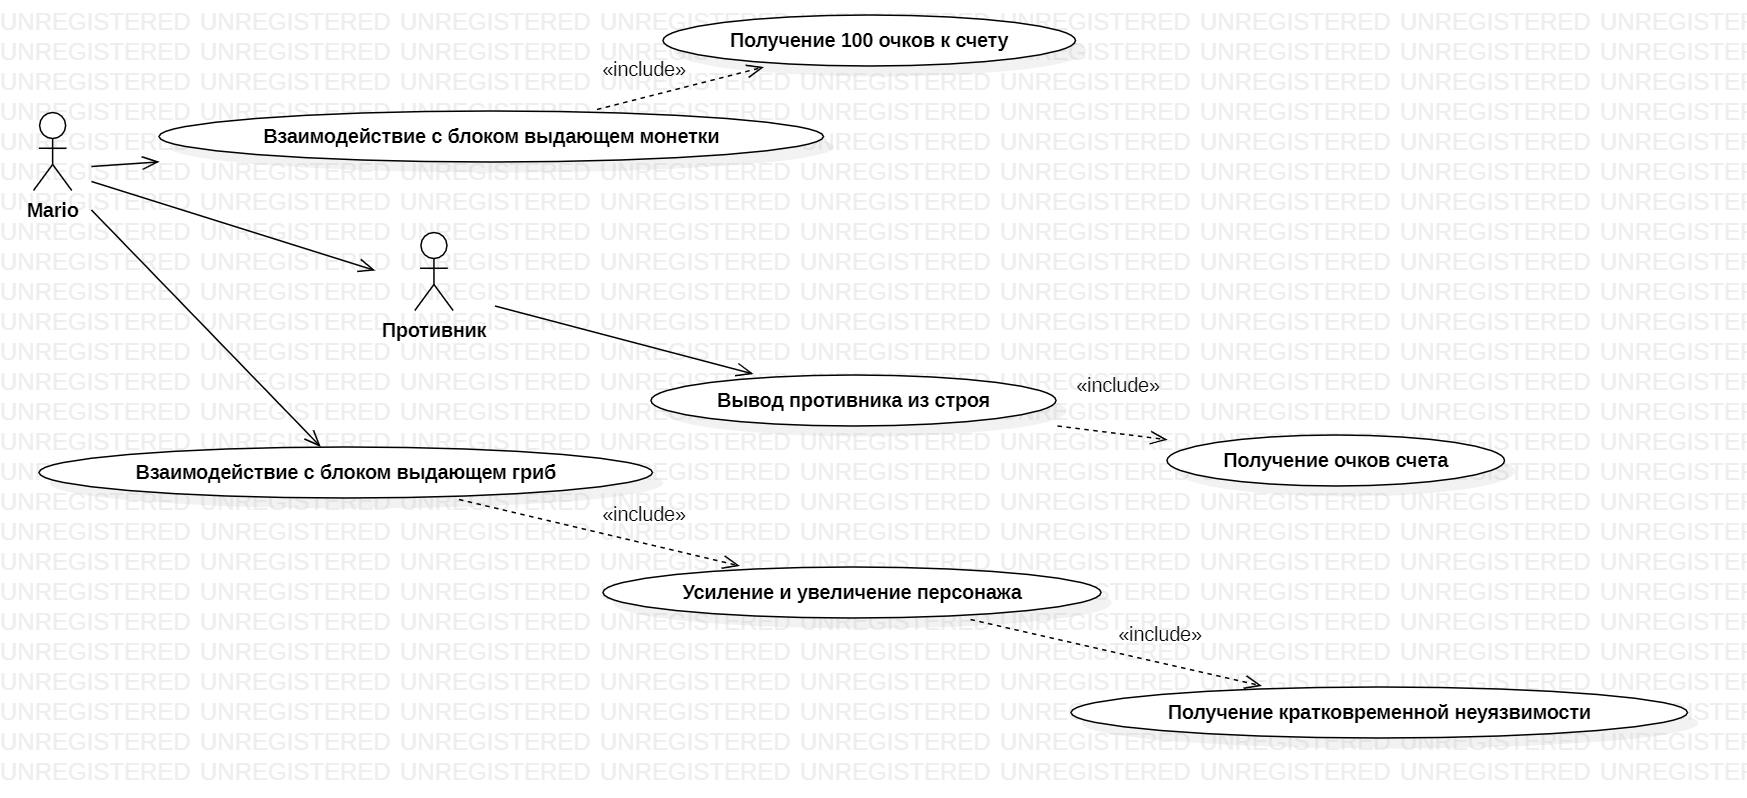 Получение 100 очков к счету
«include»
Взаимодействие с блоком выдающем монетки
Mario
Противник
«include»
Вывод противника из строя
Получение очков счета
Взаимодействие с блоком выдающем гриб
«include»
Усиление и увеличение персонажа
«include»
Получение кратковременной неуязвимости
UNREGISTERED